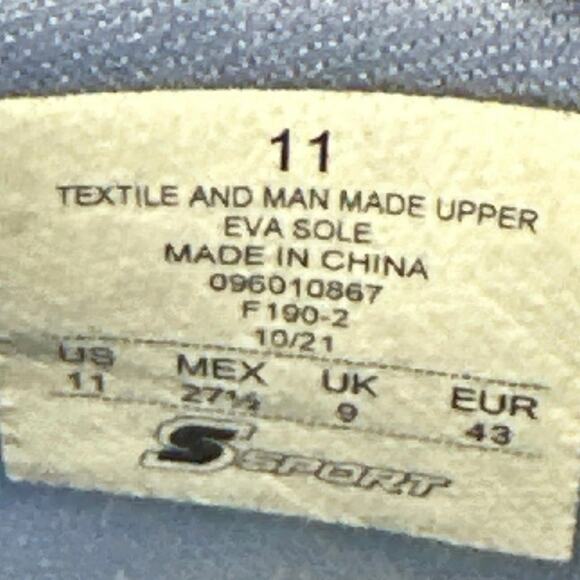 11
TEXTILE AND MAN MADE UPPER
EVA SOLE
MADE IN CHINA
096010867
F190-2
10/21
US MEX UK EUR
11 27½ 9 43
S SPORT